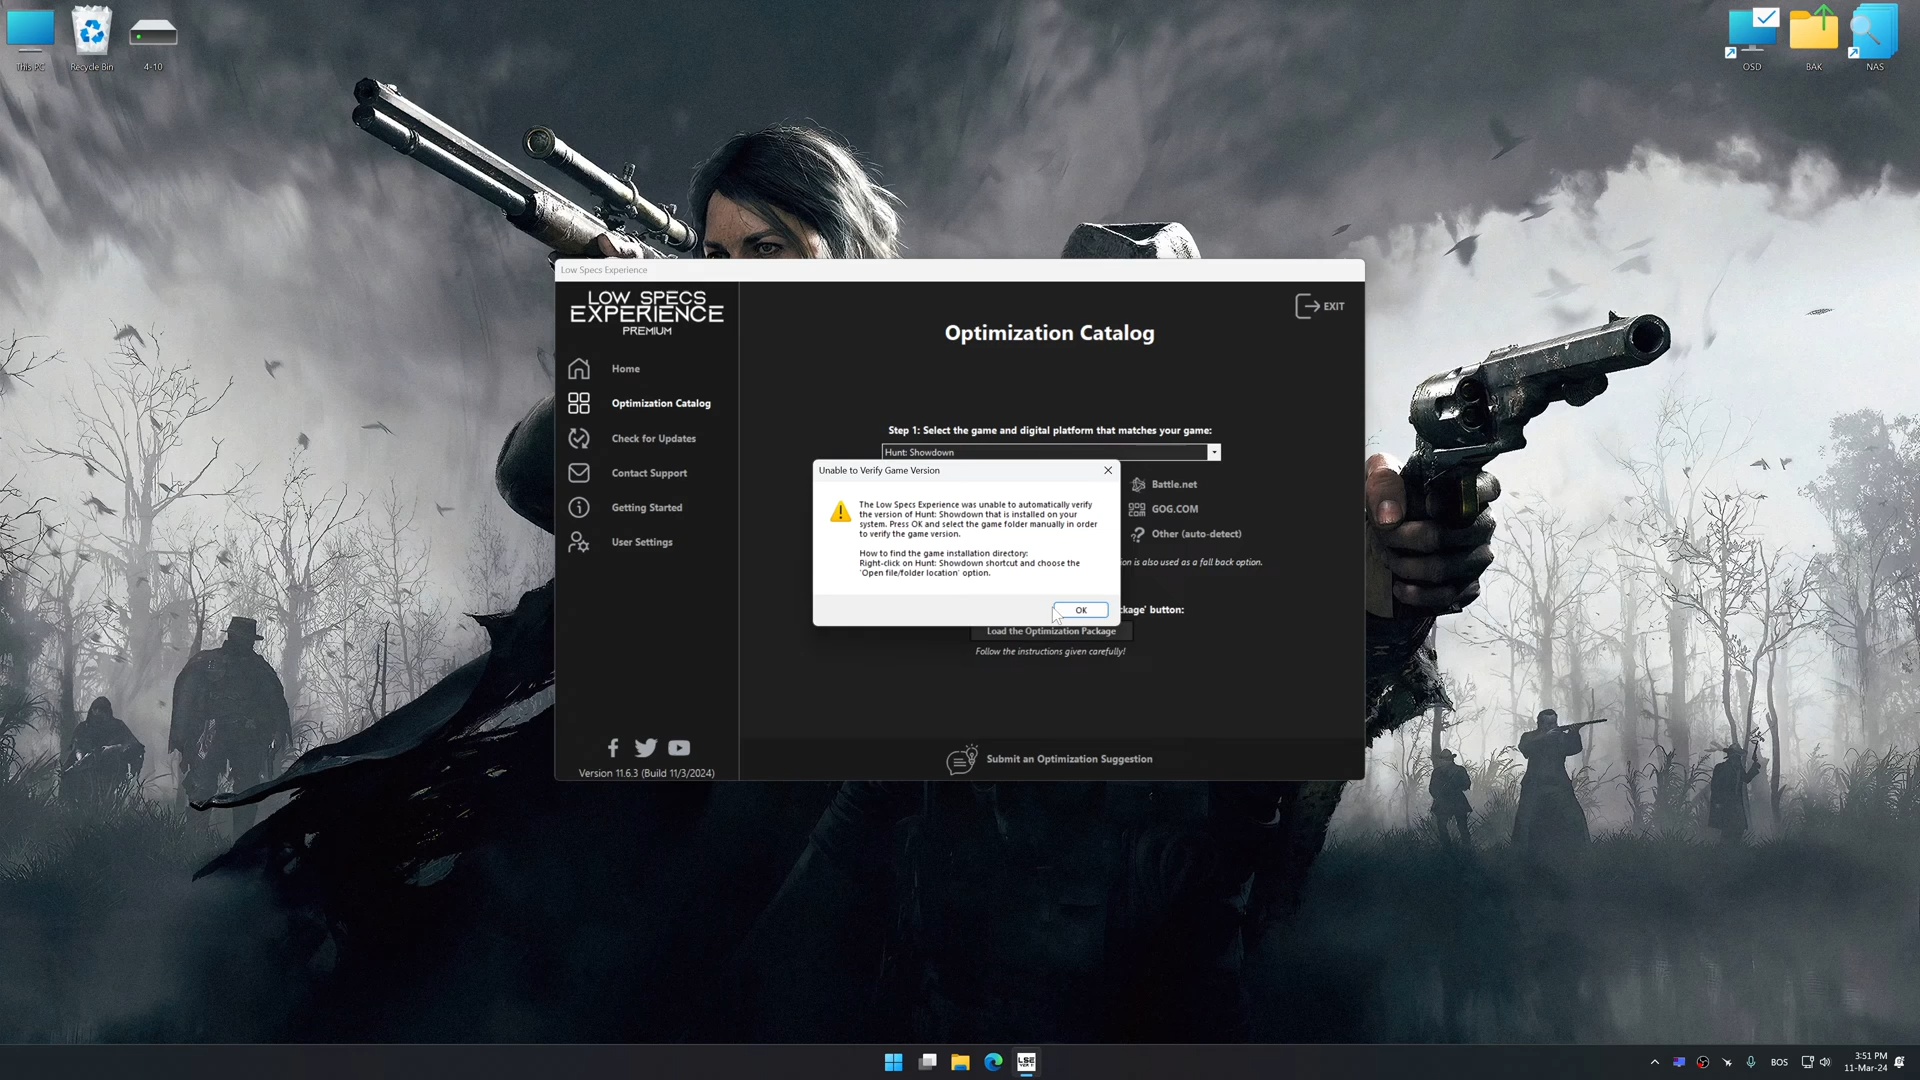 This PC
Recycle Bin
4-10
OSD
BAK
NAS
Low Specs Experience
LOW SPECS
EXPERIENCE
PREMIUM
Home
Optimization Catalog
Check for Updates
Contact Support
Getting Started
User Settings
Version 11.6.3 (Build 11/3/2024)
EXIT
Optimization Catalog
Step 1: Select the game and digital platform that matches your game:
Hunt: Showdown
Battle.net
GOG.COM
Other (auto-detect)
ion is also used as a fall back option.
kage' button:
Load the Optimization Package
Follow the instructions given carefully!
Submit an Optimization Suggestion
Unable to Verify Game Version
The Low Specs Experience was unable to automatically verify
the version of Hunt: Showdown that is installed on your
system. Press OK and select the game folder manually in order
to verify the game version.
How to find the game installation directory:
Right-click on Hunt: Showdown shortcut and choose the
'Open file/folder location' option.
OK
LSE
BOS
3:51 PM
11-Mar-24